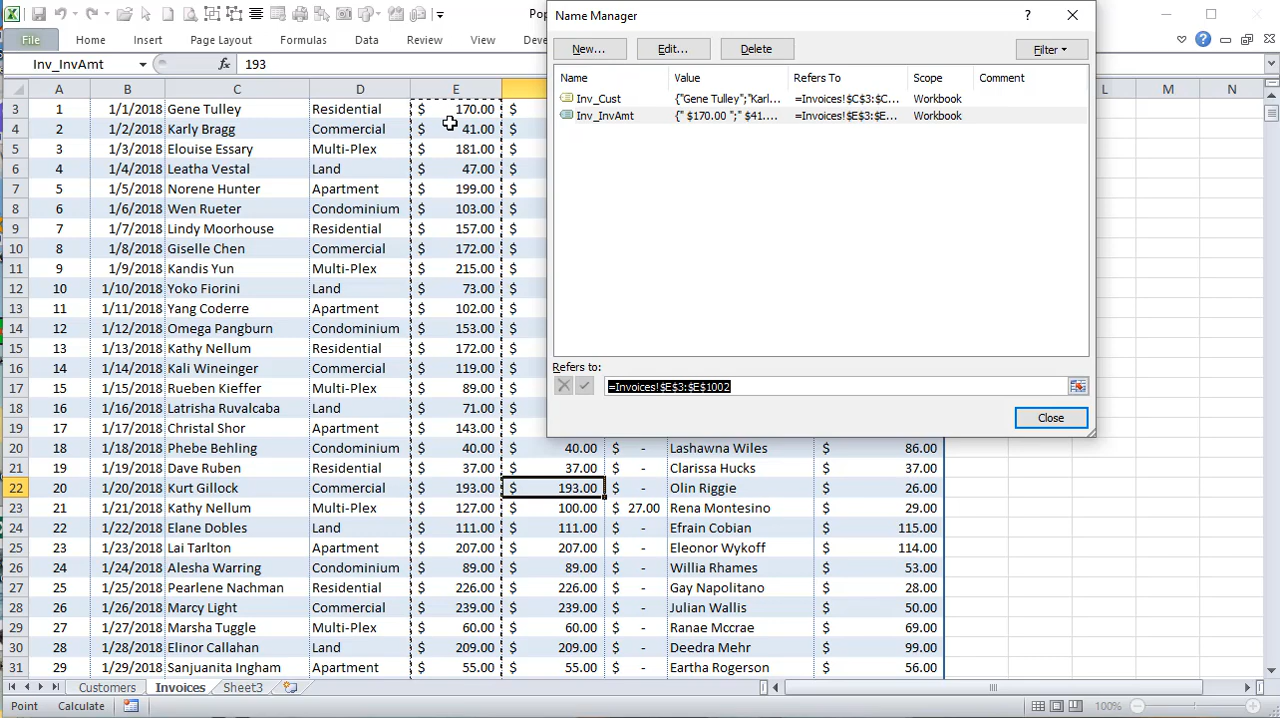 Pop
Name Manager
File Home Insert Page Layout Formulas Data Review View Deve
New... Edit... Delete Filter
Inv_InvAmt fx 193
Name Value Refers To Scope Comment
Inv_Cust {"Gene Tulley";"Karl... =Invoices!$C$3:$C... Workbook
Inv_InvAmt {" $170.00 ";" $41.... =Invoices!$E$3:$E... Workbook
Refers to:
=Invoices!$E$3:$E$1002
Close
A B C D E L M N
3 1 1/1/2018 Gene Tulley Residential $ 170.00 $
4 2 1/2/2018 Karly Bragg Commercial $ 41.00 $
5 3 1/3/2018 Elouise Essary Multi-Plex $ 181.00 $
6 4 1/4/2018 Leatha Vestal Land $ 47.00 $
7 5 1/5/2018 Norene Hunter Apartment $ 199.00 $
8 6 1/6/2018 Wen Rueter Condominium $ 103.00 $
9 7 1/7/2018 Lindy Moorhouse Residential $ 157.00 $
10 8 1/8/2018 Giselle Chen Commercial $ 172.00 $
11 9 1/9/2018 Kandis Yun Multi-Plex $ 215.00 $
12 10 1/10/2018 Yoko Fiorini Land $ 73.00 $
13 11 1/11/2018 Yang Coderre Apartment $ 102.00 $
14 12 1/12/2018 Omega Pangburn Condominium $ 153.00 $
15 13 1/13/2018 Kathy Nellum Residential $ 172.00 $
16 14 1/14/2018 Kali Wineinger Commercial $ 119.00 $
17 15 1/15/2018 Rueben Kieffer Multi-Plex $ 89.00 $
18 16 1/16/2018 Latrisha Ruvalcaba Land $ 71.00 $
19 17 1/17/2018 Christal Shor Apartment $ 143.00 $
20 18 1/18/2018 Phebe Behling Condominium $ 40.00 $ 40.00 $ - Lashawna Wiles $ 86.00
21 19 1/19/2018 Dave Ruben Residential $ 37.00 $ 37.00 $ - Clarissa Hucks $ 37.00
22 20 1/20/2018 Kurt Gillock Commercial $ 193.00 $ 193.00 $ - Olin Riggie $ 26.00
23 21 1/21/2018 Kathy Nellum Multi-Plex $ 127.00 $ 100.00 $ 27.00 Rena Montesino $ 29.00
24 22 1/22/2018 Elane Dobles Land $ 111.00 $ 111.00 $ - Efrain Cobian $ 115.00
25 23 1/23/2018 Lai Tarlton Apartment $ 207.00 $ 207.00 $ - Eleonor Wykoff $ 114.00
26 24 1/24/2018 Alesha Warring Condominium $ 89.00 $ 89.00 $ - Willia Rhames $ 53.00
27 25 1/25/2018 Pearlene Nachman Residential $ 226.00 $ 226.00 $ - Gay Napolitano $ 71.00
28 26 1/26/2018 Marcy Light Commercial $ 239.00 $ 239.00 $ - Julian Wallis $ 50.00
29 27 1/27/2018 Marsha Tuggle Multi-Plex $ 60.00 $ 60.00 $ - Ranae Mccrae $ 69.00
30 28 1/28/2018 Elinor Callahan Land $ 209.00 $ 209.00 $ - Deedra Mehr $ 99.00
31 29 1/29/2018 Sanjuanita Ingham Apartment $ 55.00 $ 55.00 $ - Eartha Rogerson $ 56.00
Customers Invoices Sheet3
Point Calculate 100%